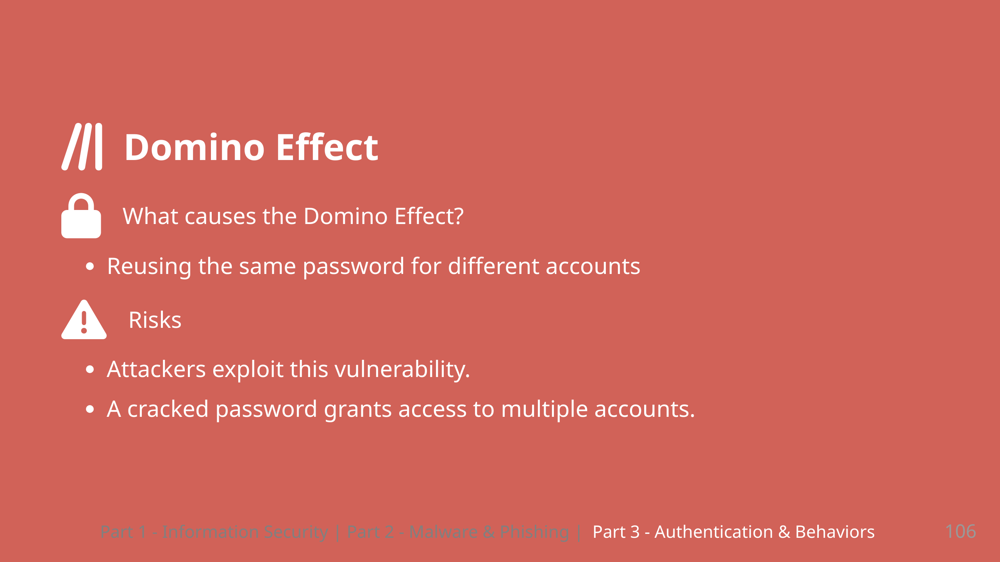 Domino Effect
What causes the Domino Effect?
• Reusing the same password for different accounts
Risks
• Attackers exploit this vulnerability.
• A cracked password grants access to multiple accounts.
Part 1 - Information Security | Part 2 - Malware & Phishing | Part 3 - Authentication & Behaviors 106